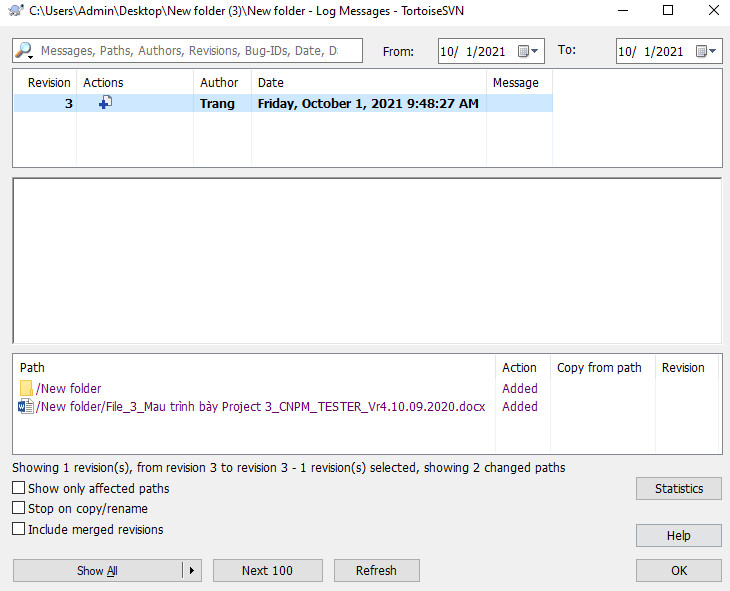 C:\Users\Admin\Desktop\New folder (3)\New folder - Log Messages - TortoiseSVN
Messages, Paths, Authors, Revisions, Bug-IDs, Date, D
From: 10/ 1/2021 To: 10/ 1/2021
Revision Actions Author Date Message
3 Trang Friday, October 1, 2021 9:48:27 AM
Path Action Copy from path Revision
/New folder Added
/New folder/File_3_Mau trình bày Project 3_CNPM_TESTER_Vr4.10.09.2020.docx Added
Showing 1 revision(s), from revision 3 to revision 3 - 1 revision(s) selected, showing 2 changed paths
Show only affected paths
Statistics
Stop on copy/rename
Include merged revisions
Help
Show All Next 100 Refresh OK